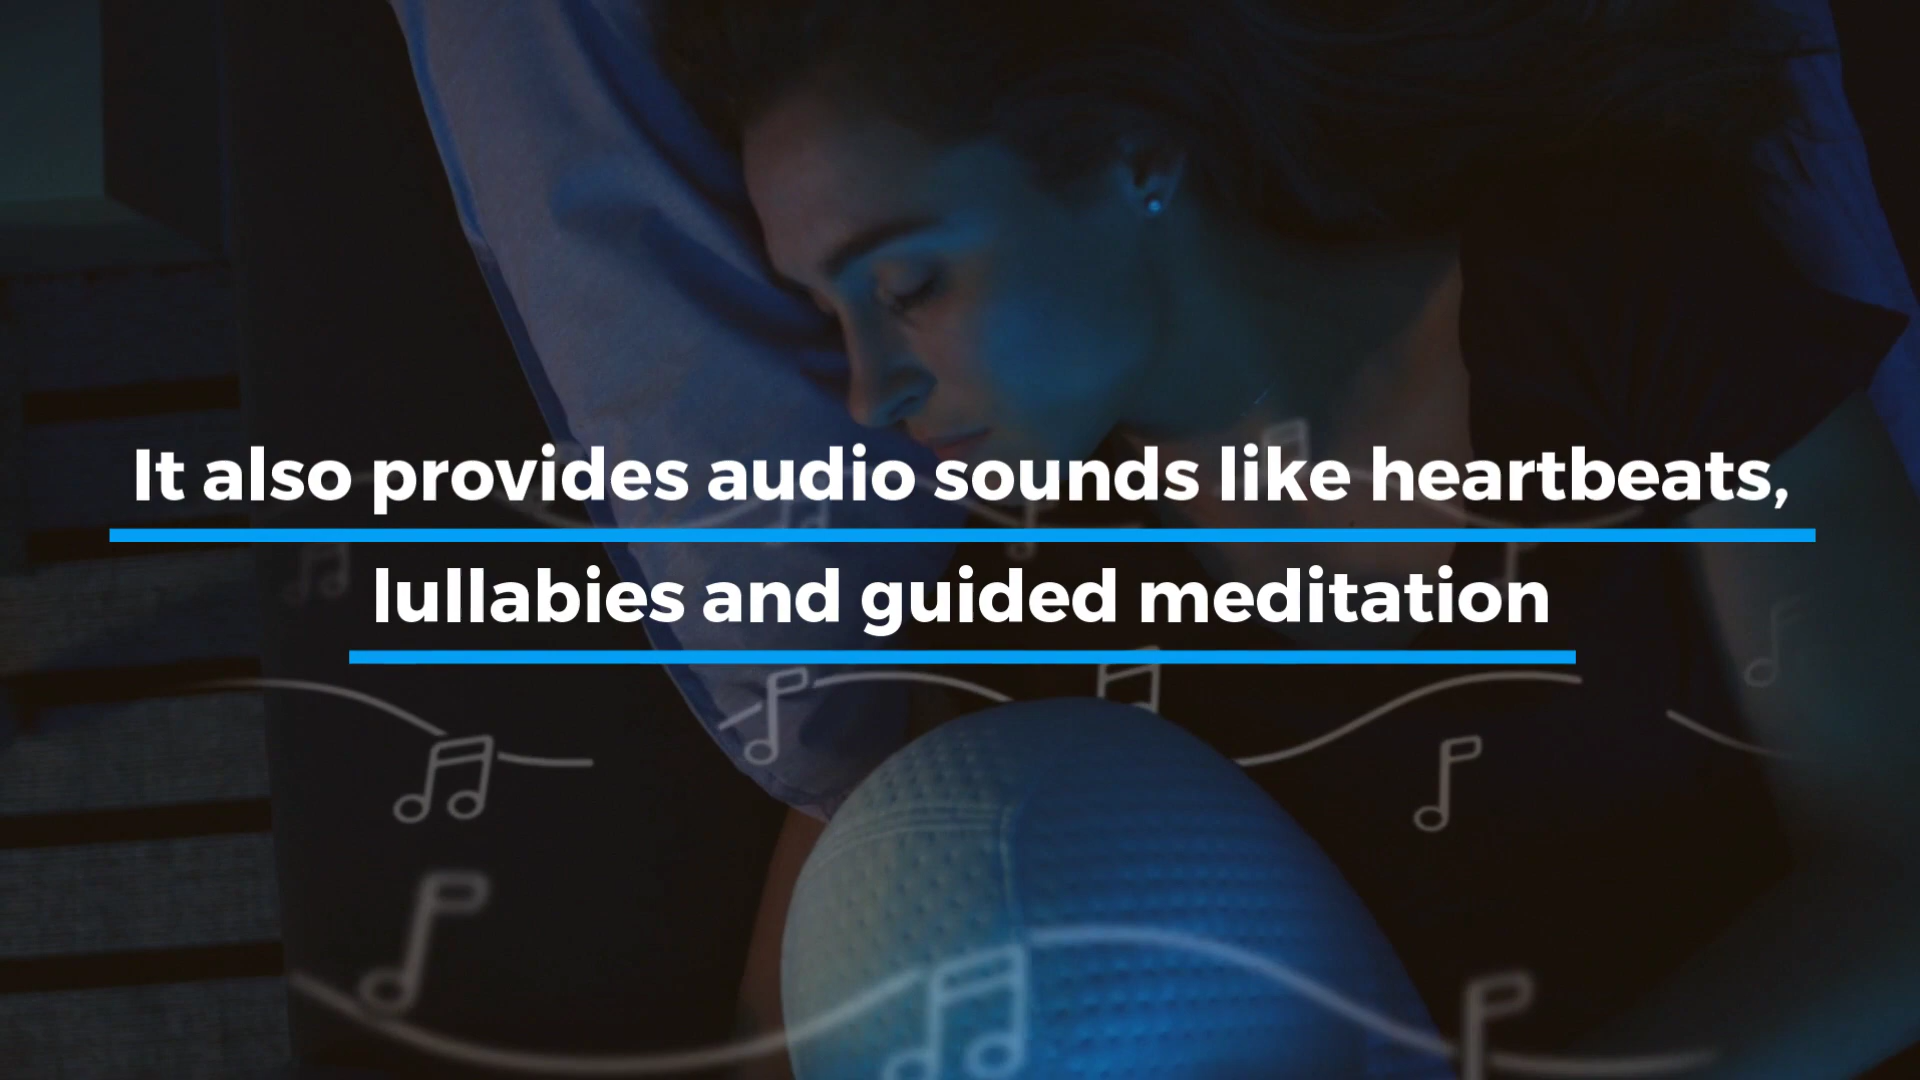 It also provides audio sounds like heartbeats,
lullabies and guided meditation